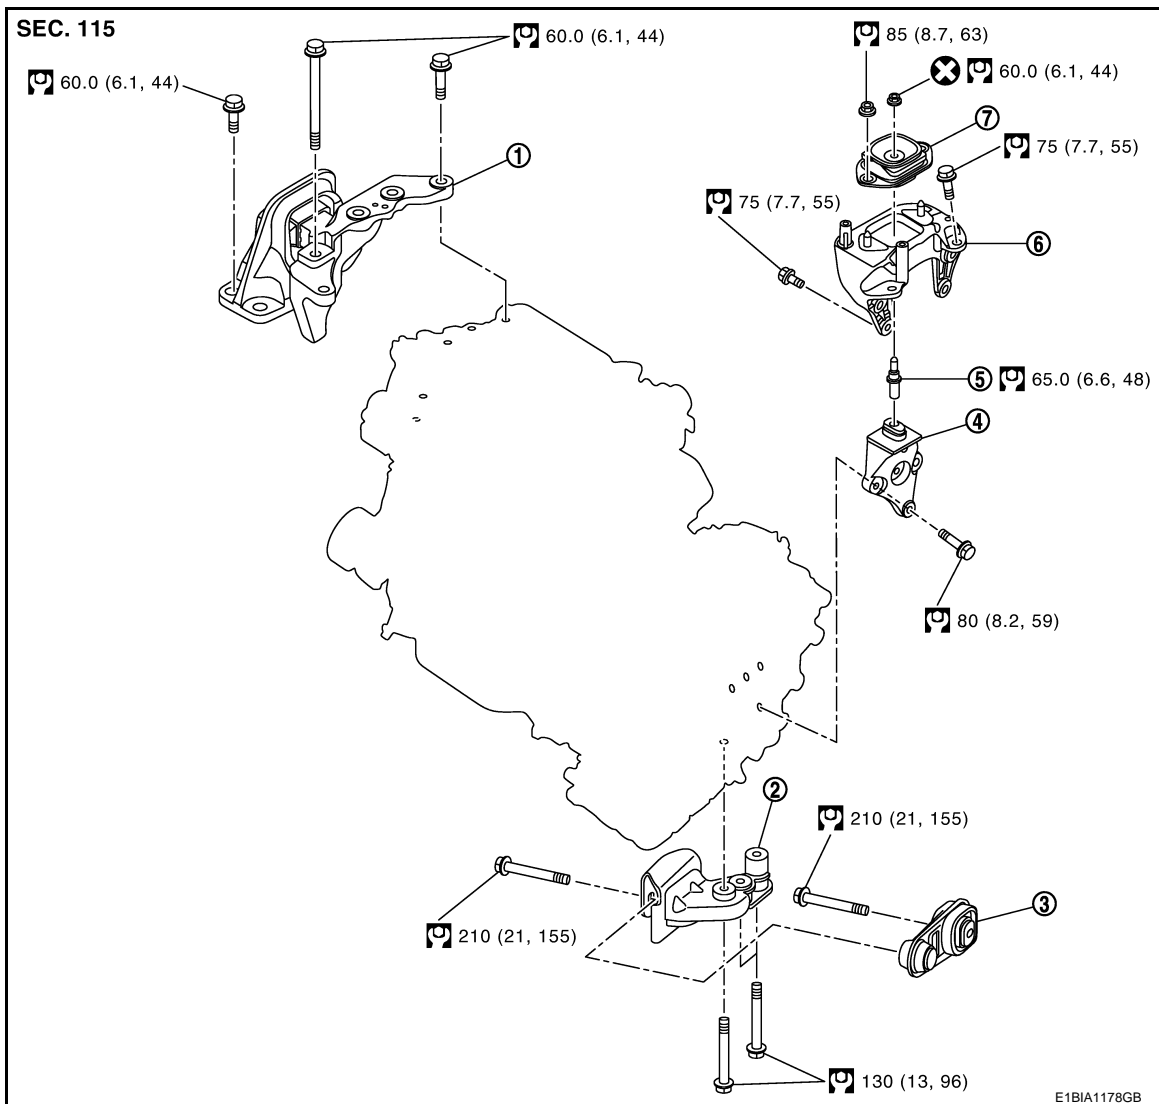 SEC. 115
60.0 (6.1, 44)
85 (8.7, 63)
60.0 (6.1, 44)
60.0 (6.1, 44)
7
75 (7.7, 55)
1
75 (7.7, 55)
6
5
65.0 (6.6, 48)
4
80 (8.2, 59)
2
210 (21, 155)
3
210 (21, 155)
130 (13, 96)
E1BIA1178GB